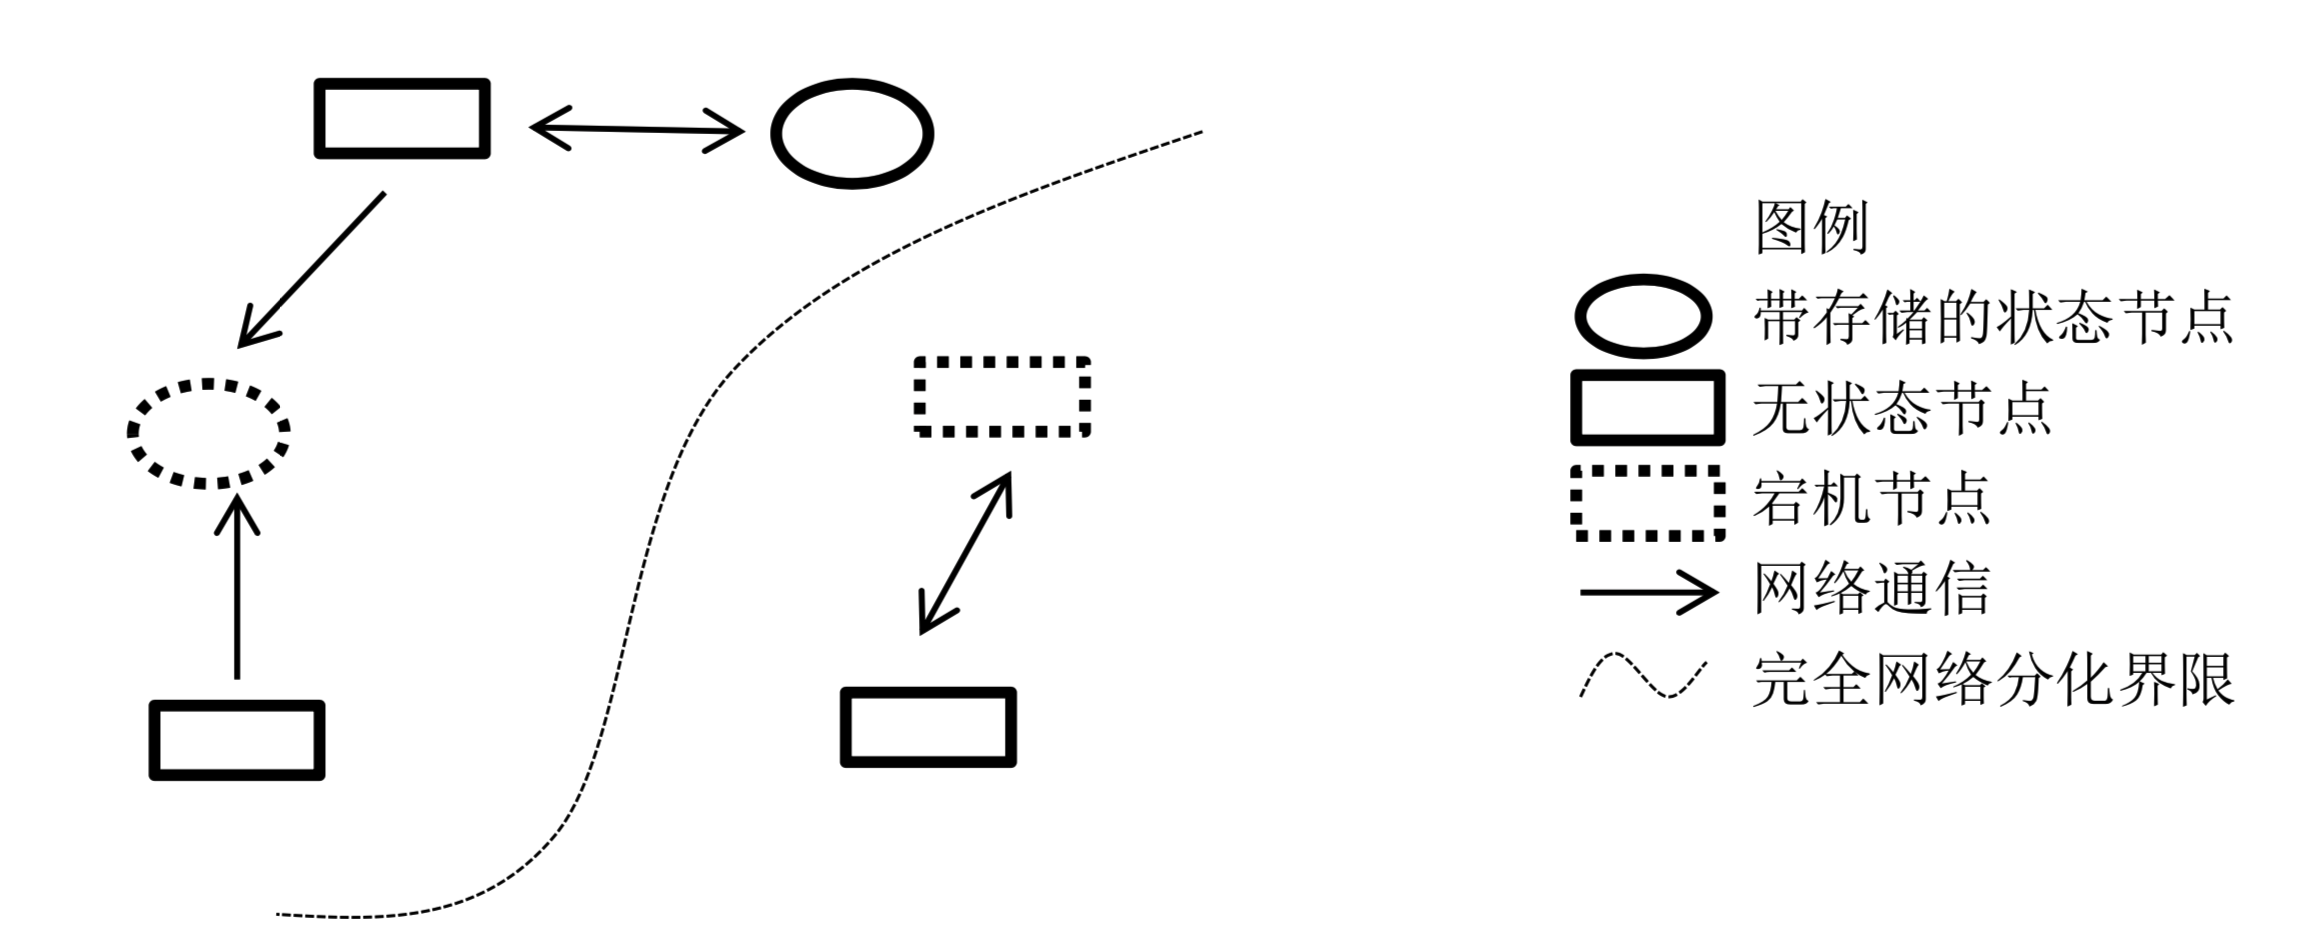 图例
带存储的状态节点
无状态节点
宕机节点
网络通信
完全网络分化界限